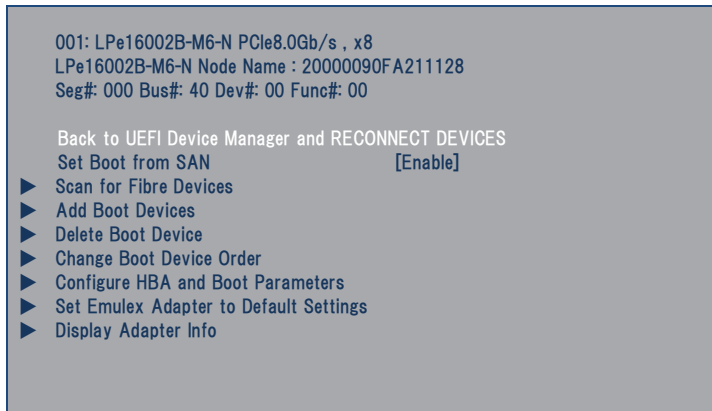 001: LPe16002B-M6-N PCIe8.0Gb/s , x8
LPe16002B-M6-N Node Name : 20000090FA211128
Seg#: 000 Bus#: 40 Dev#: 00 Func#: 00
Back to UEFI Device Manager and RECONNECT DEVICES
Set Boot from SAN [Enable]
▶ Scan for Fibre Devices
▶ Add Boot Devices
▶ Delete Boot Device
▶ Change Boot Device Order
▶ Configure HBA and Boot Parameters
▶ Set Emulex Adapter to Default Settings
▶ Display Adapter Info